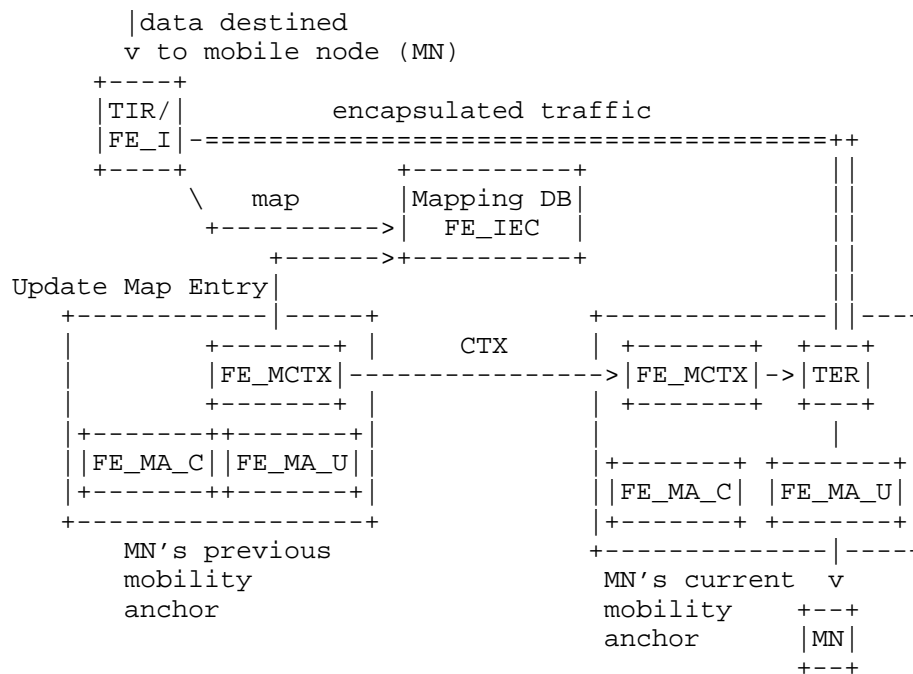 data destined
v to mobile node (MN)
TIR/
encapsulated traffic
FE_I
map
Mapping DB
FE_IEC
Update Map Entry
CTX
FE_MCTX
FE_MCTX
TER
FE_MA_C
FE_MA_U
FE_MA_C
FE_MA_U
MN's previous
mobility
anchor
MN's current
v
mobility
anchor
MN